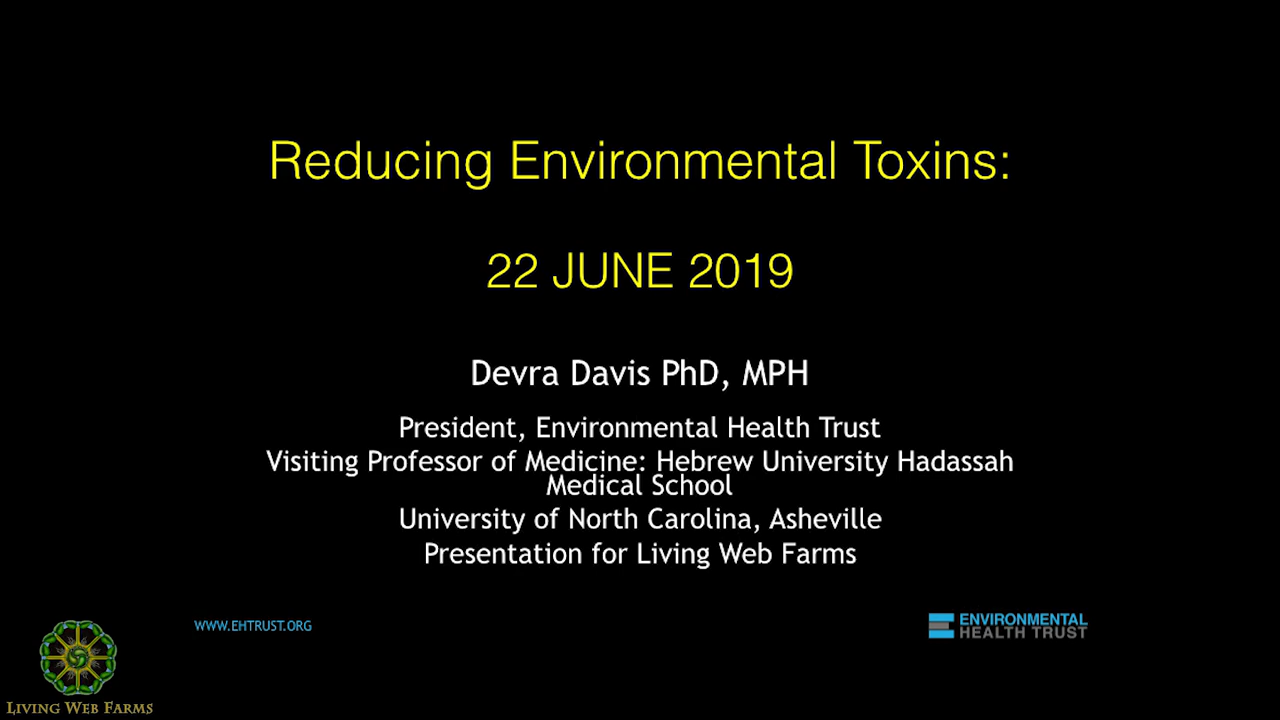 Reducing Environmental Toxins:
22 JUNE 2019
Devra Davis PhD, MPH
President, Environmental Health Trust
Visiting Professor of Medicine: Hebrew University Hadassah
Medical School
University of North Carolina, Asheville
Presentation for Living Web Farms
WWW.EHTRUST.ORG
ENVIRONMENTAL
HEALTH TRUST
LIVING WEB FARMS